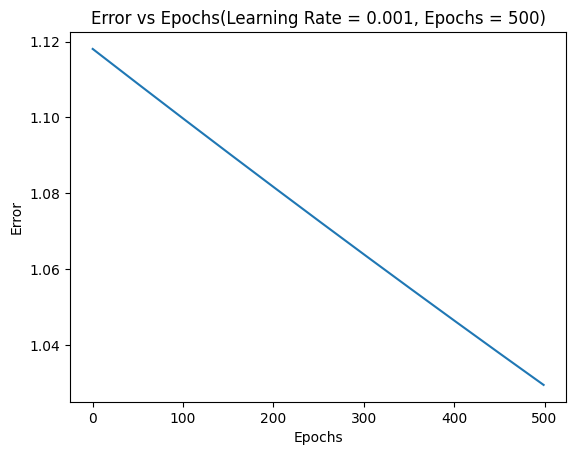 Error vs Epochs(Learning Rate = 0.001, Epochs = 500)
1.12
1.10
1.08
1.06
1.04
Error
0 100 200 300 400 500
Epochs